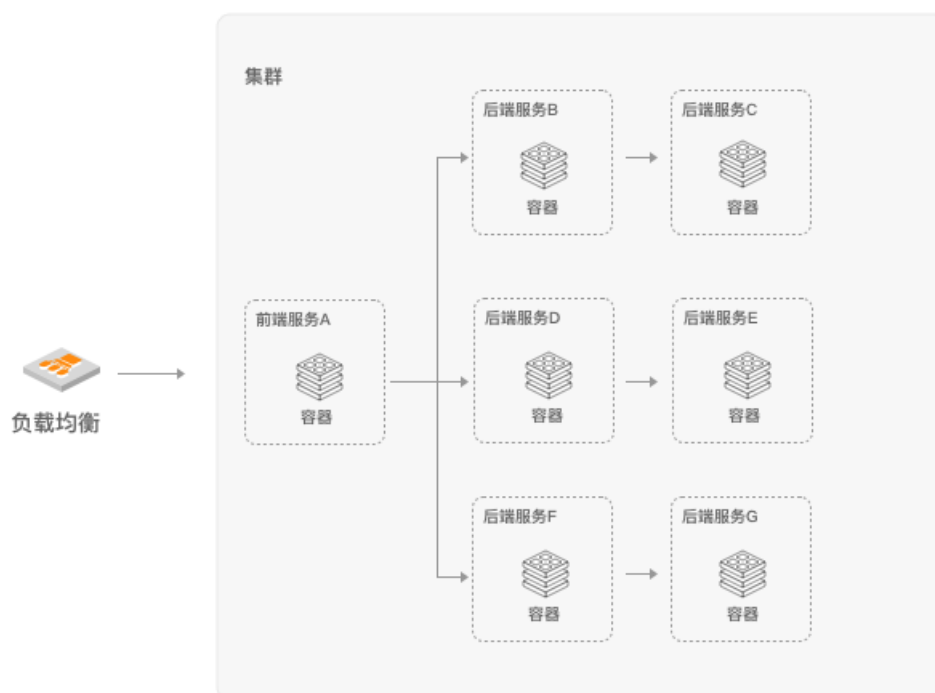 集群
后端服务B
容器
后端服务C
容器
前端服务A
容器
后端服务D
容器
后端服务E
容器
负载均衡
后端服务F
容器
后端服务G
容器